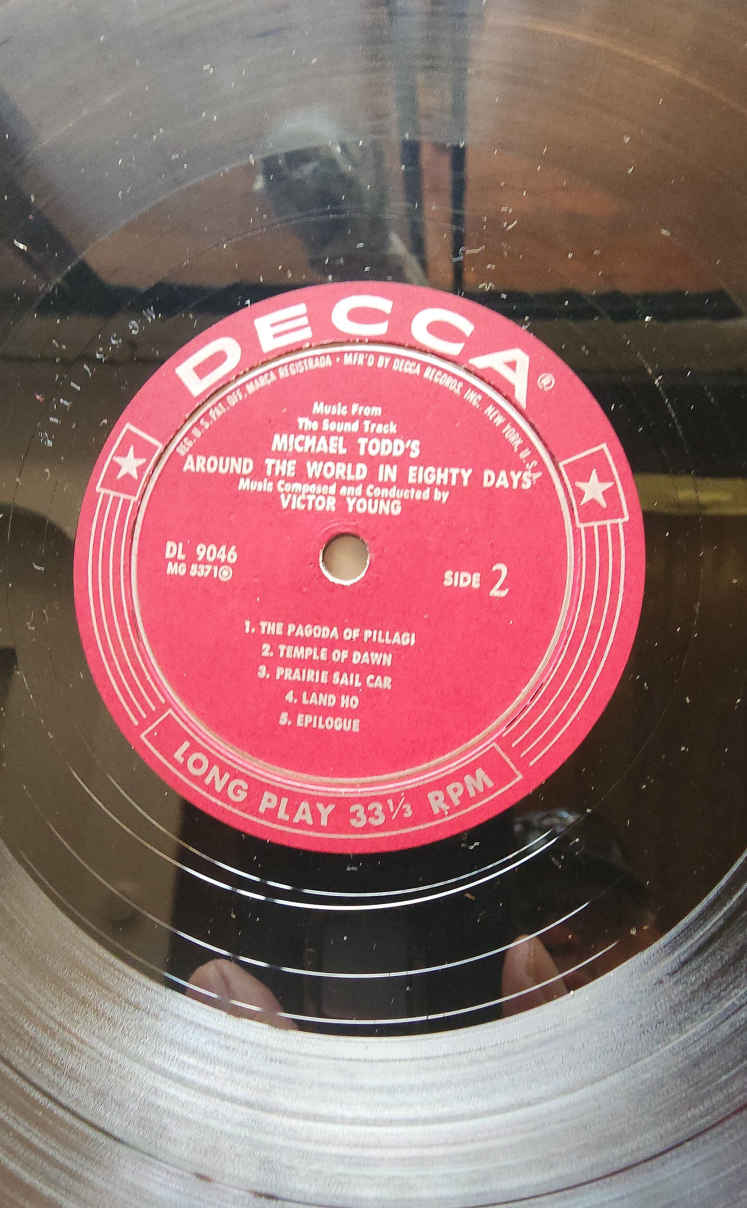 DECCA®
REG. U.S. PAT. OFF. MARCA REGISTRADA • MFR'D BY DECCA RECORDS, INC. NEW YORK, U.S.A.
Music From
The Sound Track
MICHAEL TODD'S
AROUND THE WORLD IN EIGHTY DAYS
Music Composed and Conducted by
VICTOR YOUNG
DL 9046
MG 5371
SIDE 2
1. THE PAGODA OF PILLAGI
2. TEMPLE OF DAWN
3. PRAIRIE SAIL CAR
4. LAND HO
5. EPILOGUE
LONG PLAY 33⅓ RPM